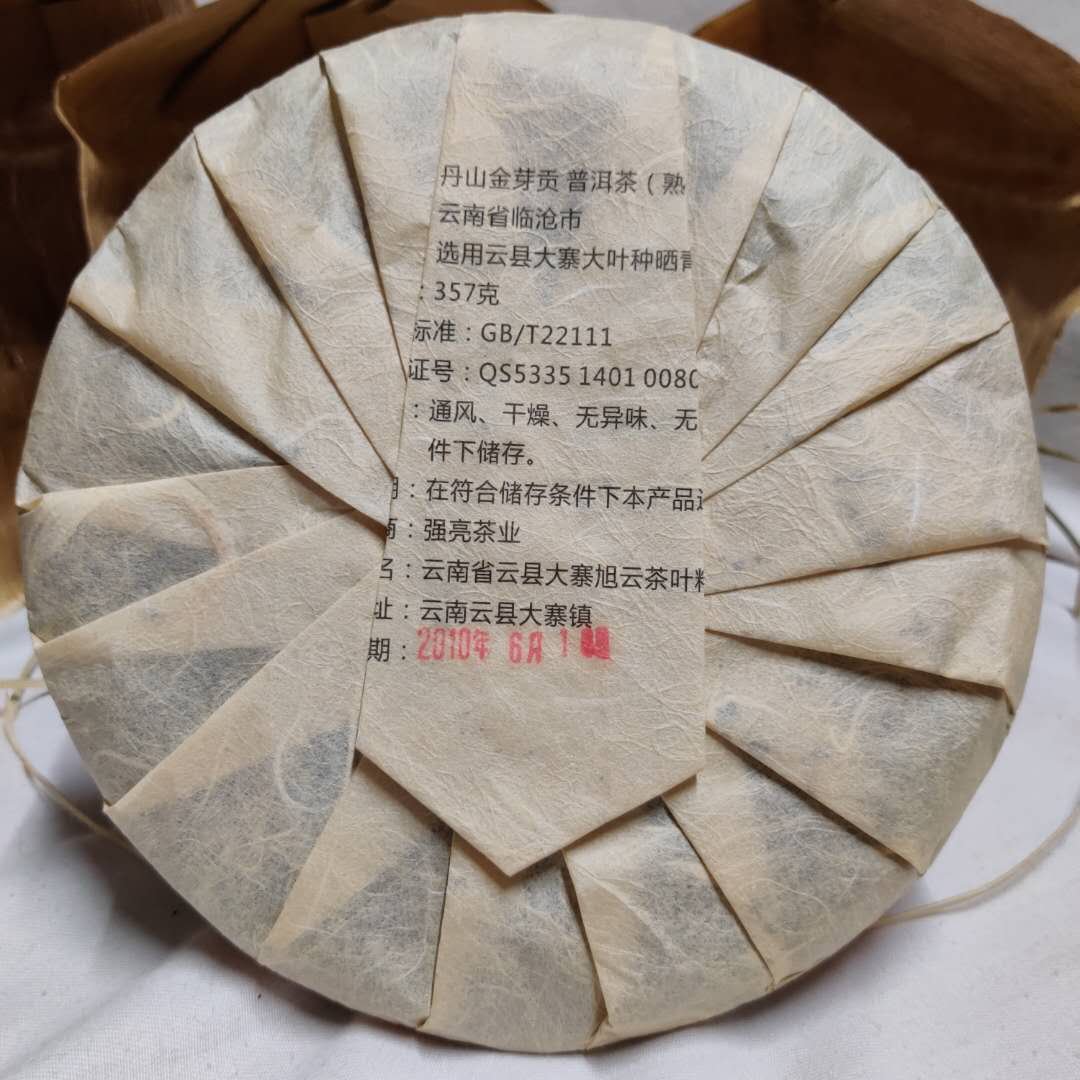 丹山金芽贡 普洱茶（熟
云南省临沧市
选用云县大寨大叶种晒青
：357克
标准：GB/T22111
证号：QS5335 1401 0080
：通风、干燥、无异味、无
件下储存。
：在符合储存条件下本产品
商：强亮茶业
名：云南省云县大寨旭云茶叶
址：云南云县大寨镇
期：2010年 6月 1